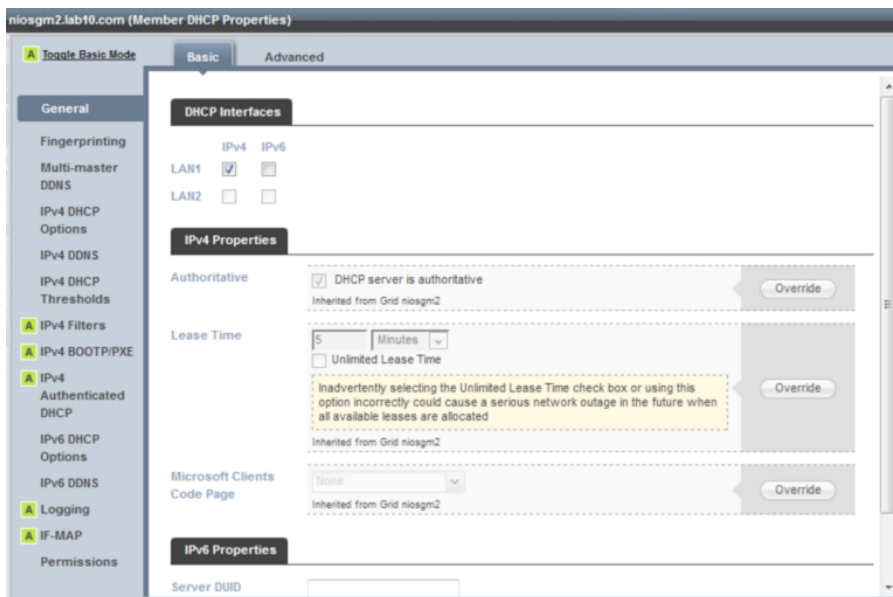 niosgm2.lab10.com (Member DHCP Properties)
A Toggle Basic Mode
Basic
Advanced
General
Fingerprinting
Multi-master
DDNS
IPv4 DHCP
Options
IPv4 DDNS
IPv4 DHCP
Thresholds
A IPv4 Filters
A IPv4 BOOTP/PXE
A IPv4
Authenticated
DHCP
IPv6 DHCP
Options
IPv6 DDNS
A Logging
A IF-MAP
Permissions
DHCP Interfaces
IPv4 IPv6
LAN1
LAN2
IPv4 Properties
Authoritative
DHCP server is authoritative
Inherited from Grid niosgm2
Override
Lease Time
5 Minutes
Unlimited Lease Time
Inadvertently selecting the Unlimited Lease Time check box or using this
option incorrectly could cause a serious network outage in the future when
all available leases are allocated
Inherited from Grid niosgm2
Override
Microsoft Clients
Code Page
None
Inherited from Grid niosgm2
Override
IPv6 Properties
Server DUID